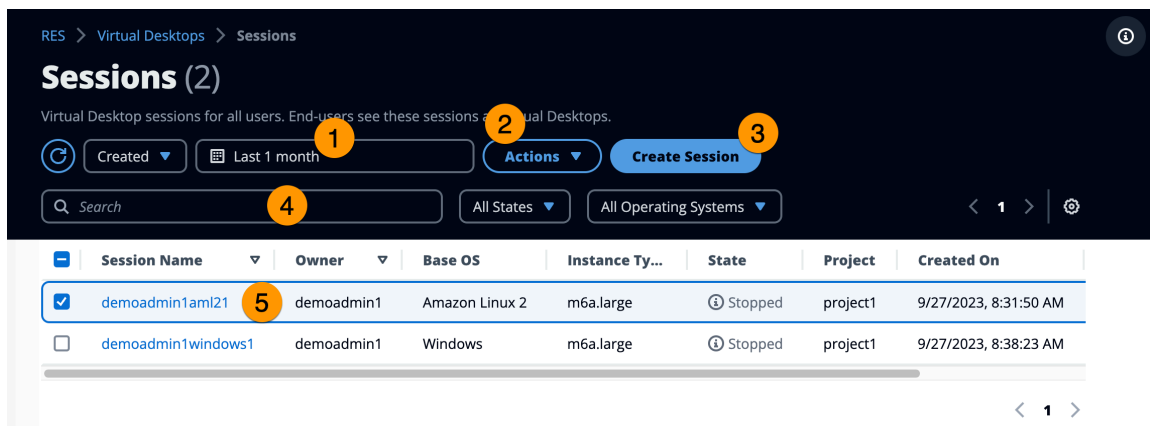 RES > Virtual Desktops > Sessions
Sessions (2)
Virtual Desktop sessions for all users. End-users see these sessions a ual Desktops.
1 2 3
Created Last 1 month Actions Create Session
Search 4 All States All Operating Systems < 1 >
Session Name Owner Base OS Instance Ty... State Project Created On
demoadmin1aml21 5 demoadmin1 Amazon Linux 2 m6a.large Stopped project1 9/27/2023, 8:31:50 AM
demoadmin1windows1 demoadmin1 Windows m6a.large Stopped project1 9/27/2023, 8:38:23 AM
< 1 >